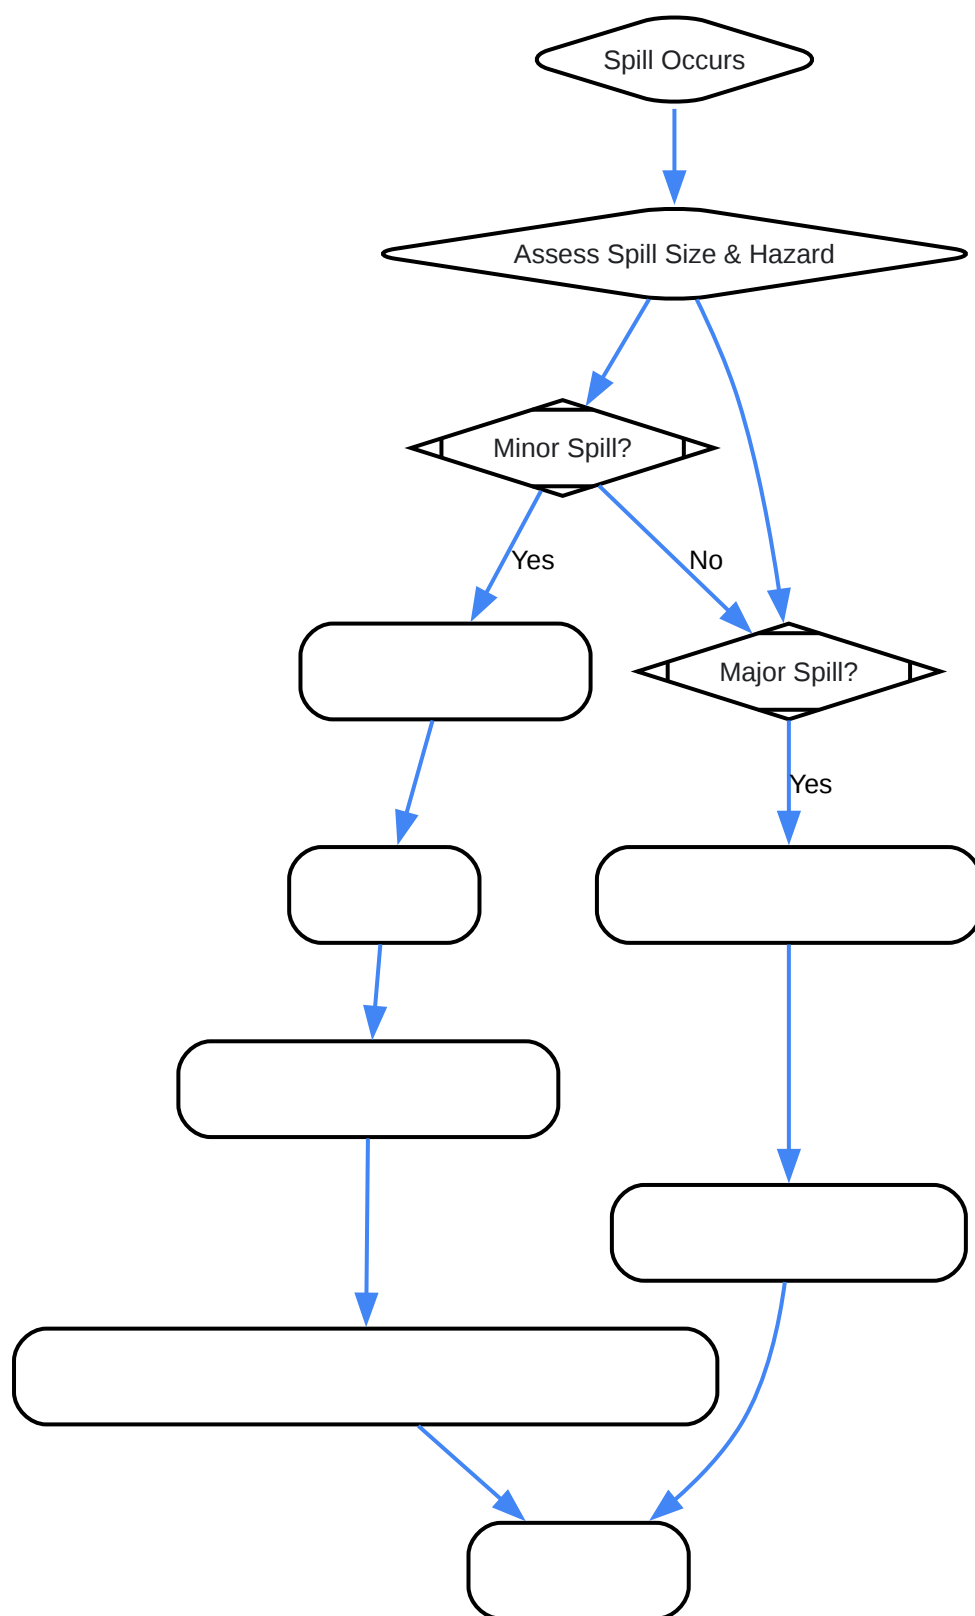 Spill Occurs
Assess Spill Size & Hazard
Minor Spill?
Yes
No
Major Spill?
Yes